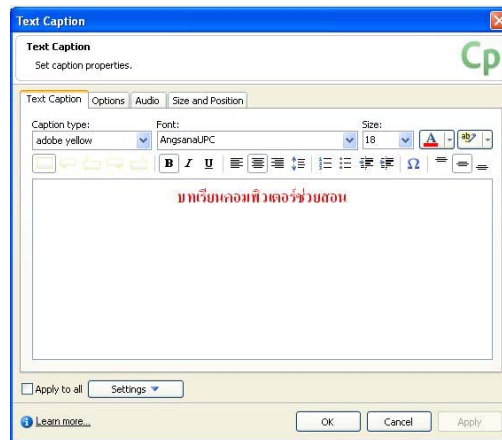 Text Caption
Cp
Text Caption
Set caption properties.
Text Caption Options Audio Size and Position
Caption type: Font: Size:
adobe yellow AngsanaUPC 18 A ab
B I U Ω
บทเรียนคอมพิวเตอร์ช่วยสอน
Apply to all Settings
Learn more... OK Cancel Apply